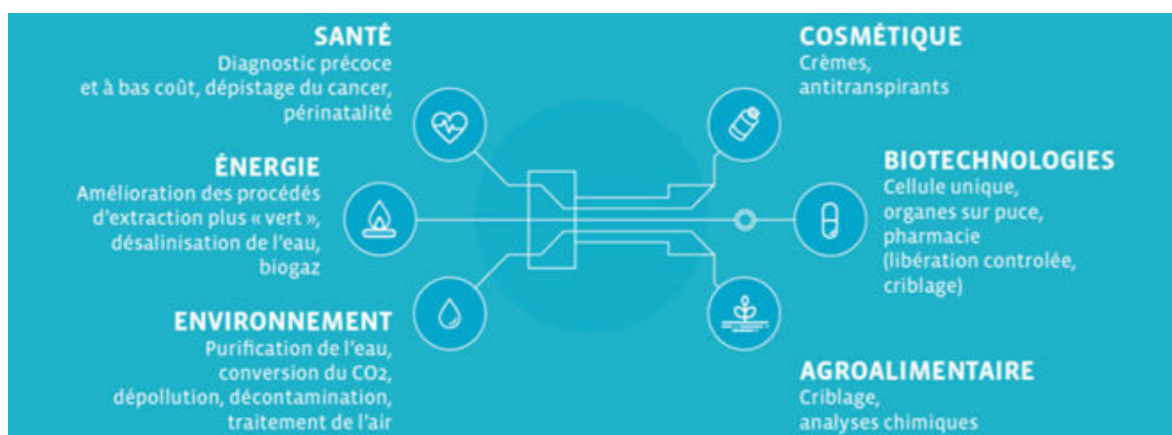 SANTÉ
Diagnostic précoce
et à bas coût, dépistage du cancer,
périnatalité
ÉNERGIE
Amélioration des procédés
d'extraction plus « vert »,
désalinisation de l'eau,
biogaz
ENVIRONNEMENT
Purification de l'eau,
conversion du CO2,
dépollution, décontamination,
traitement de l'air
COSMÉTIQUE
Crèmes,
antitranspirants
BIOTECHNOLOGIES
Cellule unique,
organes sur puce,
pharmacie
(libération controlée,
criblage)
AGROALIMENTAIRE
Criblage,
analyses chimiques